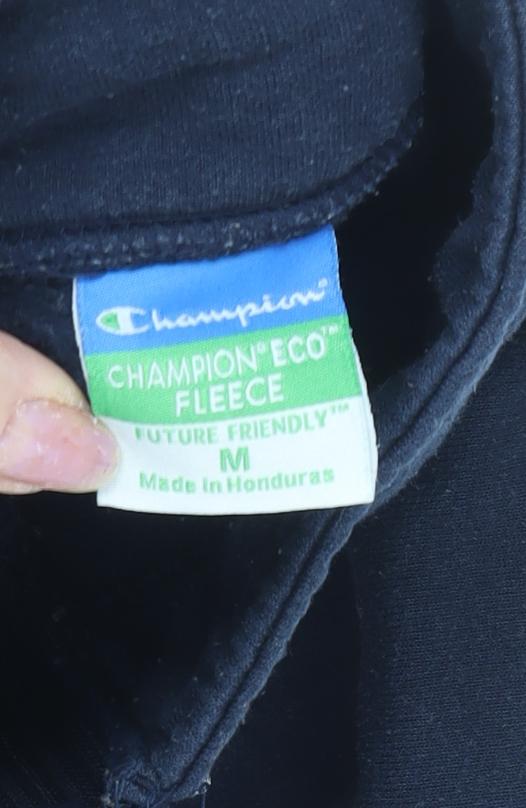 Champion®
CHAMPION® ECO™
FLEECE
FUTURE FRIENDLY™
M
Made in Honduras